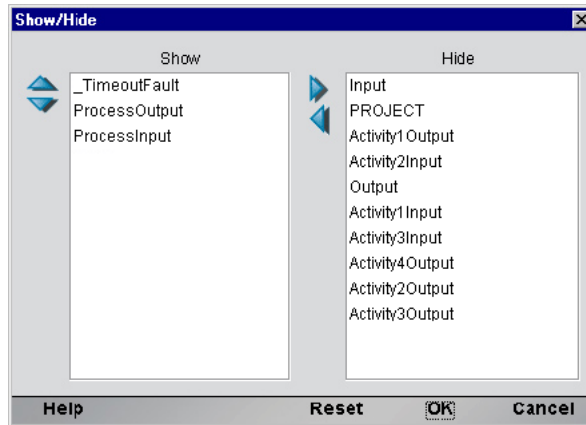 Show/Hide
Show
Hide
_TimeoutFault
ProcessOutput
ProcessInput
Input
PROJECT
Activity1Output
Activity2Input
Output
Activity1Input
Activity3Input
Activity4Output
Activity2Output
Activity3Output
Help
Reset
OK
Cancel